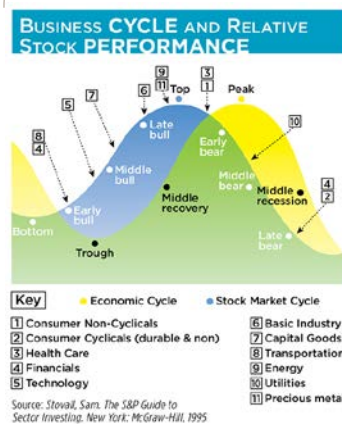 BUSINESS CYCLE AND RELATIVE
STOCK PERFORMANCE
9
11
Top
3
1
Peak
6
Late
bull
7
5
Early
bear
10
8
4
Middle
bull
Middle
bear
Middle
recovery
Middle
recession
4
2
Early
bull
Bottom
Trough
Late
bear
Key
Economic Cycle
Stock Market Cycle
1 Consumer Non-Cyclicals
2 Consumer Cyclicals (durable & non)
3 Health Care
4 Financials
5 Technology
6 Basic Industry
7 Capital Goods
8 Transportation
9 Energy
10 Utilities
11 Precious meta
Source: Stovall, Sam. The S&P Guide to
Sector Investing. New York: McGraw-Hill, 1995